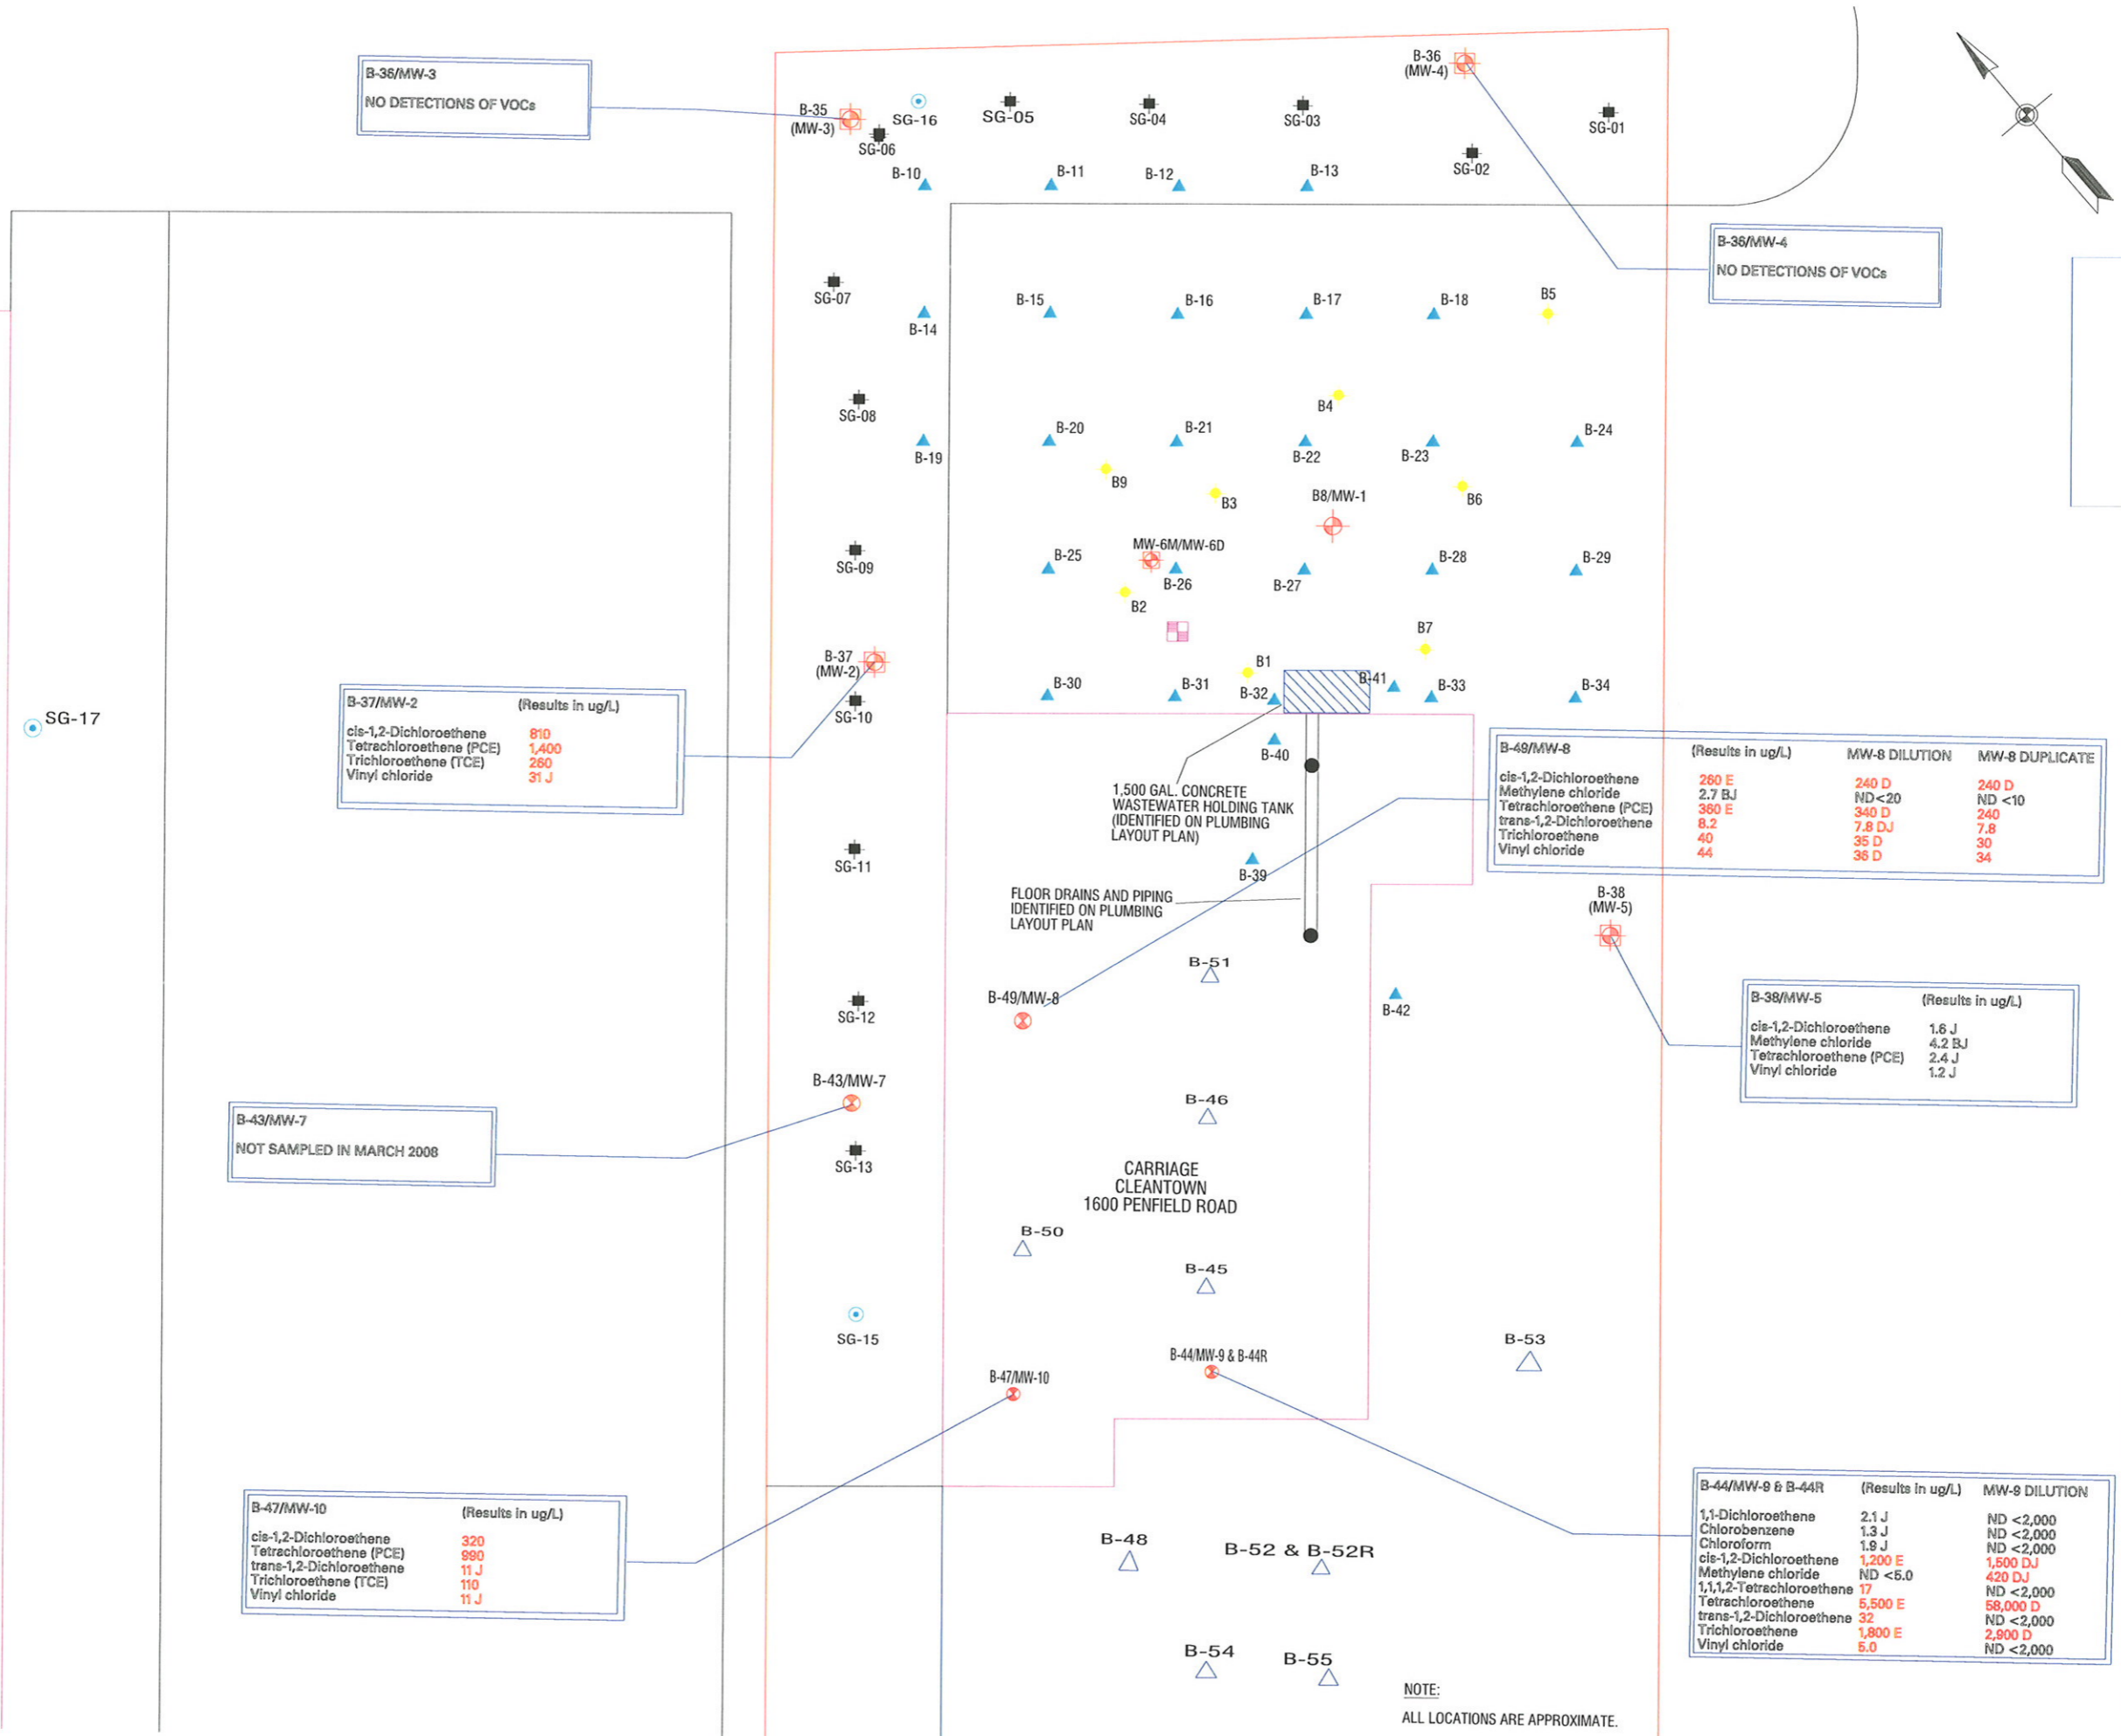 B-36/MW-3
NO DETECTIONS OF VOCs
B-35
(MW-3)
SG-06
SG-16
SG-05
SG-04
SG-03
B-36
(MW-4)
SG-02
SG-01
B-10
B-11
B-12
B-13
B-36/MW-4
NO DETECTIONS OF VOCs
SG-07
B-14
B-15
B-16
B-17
B-18
B5
SG-08
B4
B-19
B-20
B-21
B-22
B-23
B-24
B9
B3
B8/MW-1
B6
SG-09
MW-6M/MW-6D
B-25
B-26
B-27
B-28
B-29
B2
B7
B-37
(MW-2)
SG-10
B1
B-30
B-31
B-32
B-41
B-33
B-34
SG-17
B-37/MW-2 (Results in ug/L)
cis-1,2-Dichloroethene 810
Tetrachloroethene (PCE) 1,400
Trichloroethene (TCE) 260
Vinyl chloride 31 J
B-40
1,500 GAL. CONCRETE
WASTEWATER HOLDING TANK
(IDENTIFIED ON PLUMBING
LAYOUT PLAN)
B-49/MW-8 (Results in ug/L) MW-8 DILUTION MW-8 DUPLICATE
cis-1,2-Dichloroethene 260 E 240 D 240 D
Methylene chloride 2.7 BJ ND<20 ND <10
Tetrachloroethene (PCE) 360 E 340 D 240
trans-1,2-Dichloroethene 8.2 7.8 DJ 7.8
Trichloroethene 40 35 D 30
Vinyl chloride 44 36 D 34
SG-11
B-39
FLOOR DRAINS AND PIPING
IDENTIFIED ON PLUMBING
LAYOUT PLAN
B-38
(MW-5)
B-51
B-49/MW-8
SG-12
B-42
B-38/MW-5 (Results in ug/L)
cis-1,2-Dichloroethene 1.6 J
Methylene chloride 4.2 BJ
Tetrachloroethene (PCE) 2.4 J
Vinyl chloride 1.2 J
B-43/MW-7
B-46
B-43/MW-7
NOT SAMPLED IN MARCH 2008
SG-13
CARRIAGE
CLEANTOWN
1600 PENFIELD ROAD
B-50
B-45
SG-15
B-53
B-44/MW-9 & B-44R
B-47/MW-10
B-47/MW-10 (Results in ug/L)
cis-1,2-Dichloroethene 320
Tetrachloroethene (PCE) 990
trans-1,2-Dichloroethene 11 J
Trichloroethene (TCE) 110
Vinyl chloride 11 J
B-48
B-52 & B-52R
B-44/MW-9 & B-44R (Results in ug/L) MW-9 DILUTION
1,1-Dichloroethene 2.1 J ND <2,000
Chlorobenzene 1.3 J ND <2,000
Chloroform 1.9 J ND <2,000
cis-1,2-Dichloroethene 1,200 E 1,500 DJ
Methylene chloride ND <5.0 420 DJ
1,1,1,2-Tetrachloroethene 17 ND <2,000
Tetrachloroethene 5,500 E 58,000 D
trans-1,2-Dichloroethene 32 ND <2,000
Trichloroethene 1,800 E 2,900 D
Vinyl chloride 5.0 ND <2,000
B-54
B-55
NOTE:
ALL LOCATIONS ARE APPROXIMATE.